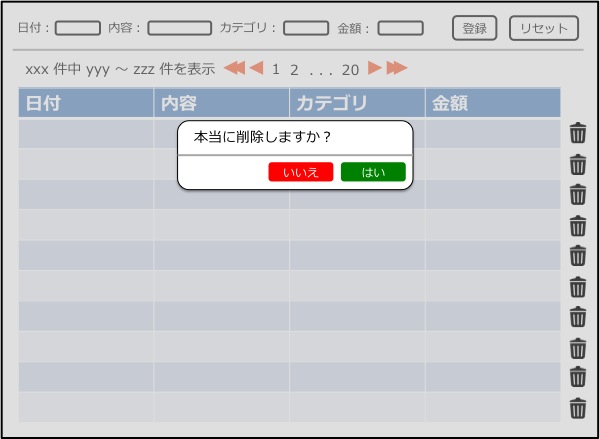 日付： 内容： カテゴリ： 金額： 登録 リセット
xxx 件中 yyy ～ zzz 件を表示 1 2 ... 20
日付 内容 カテゴリ 金額
本当に削除しますか？
いいえ はい